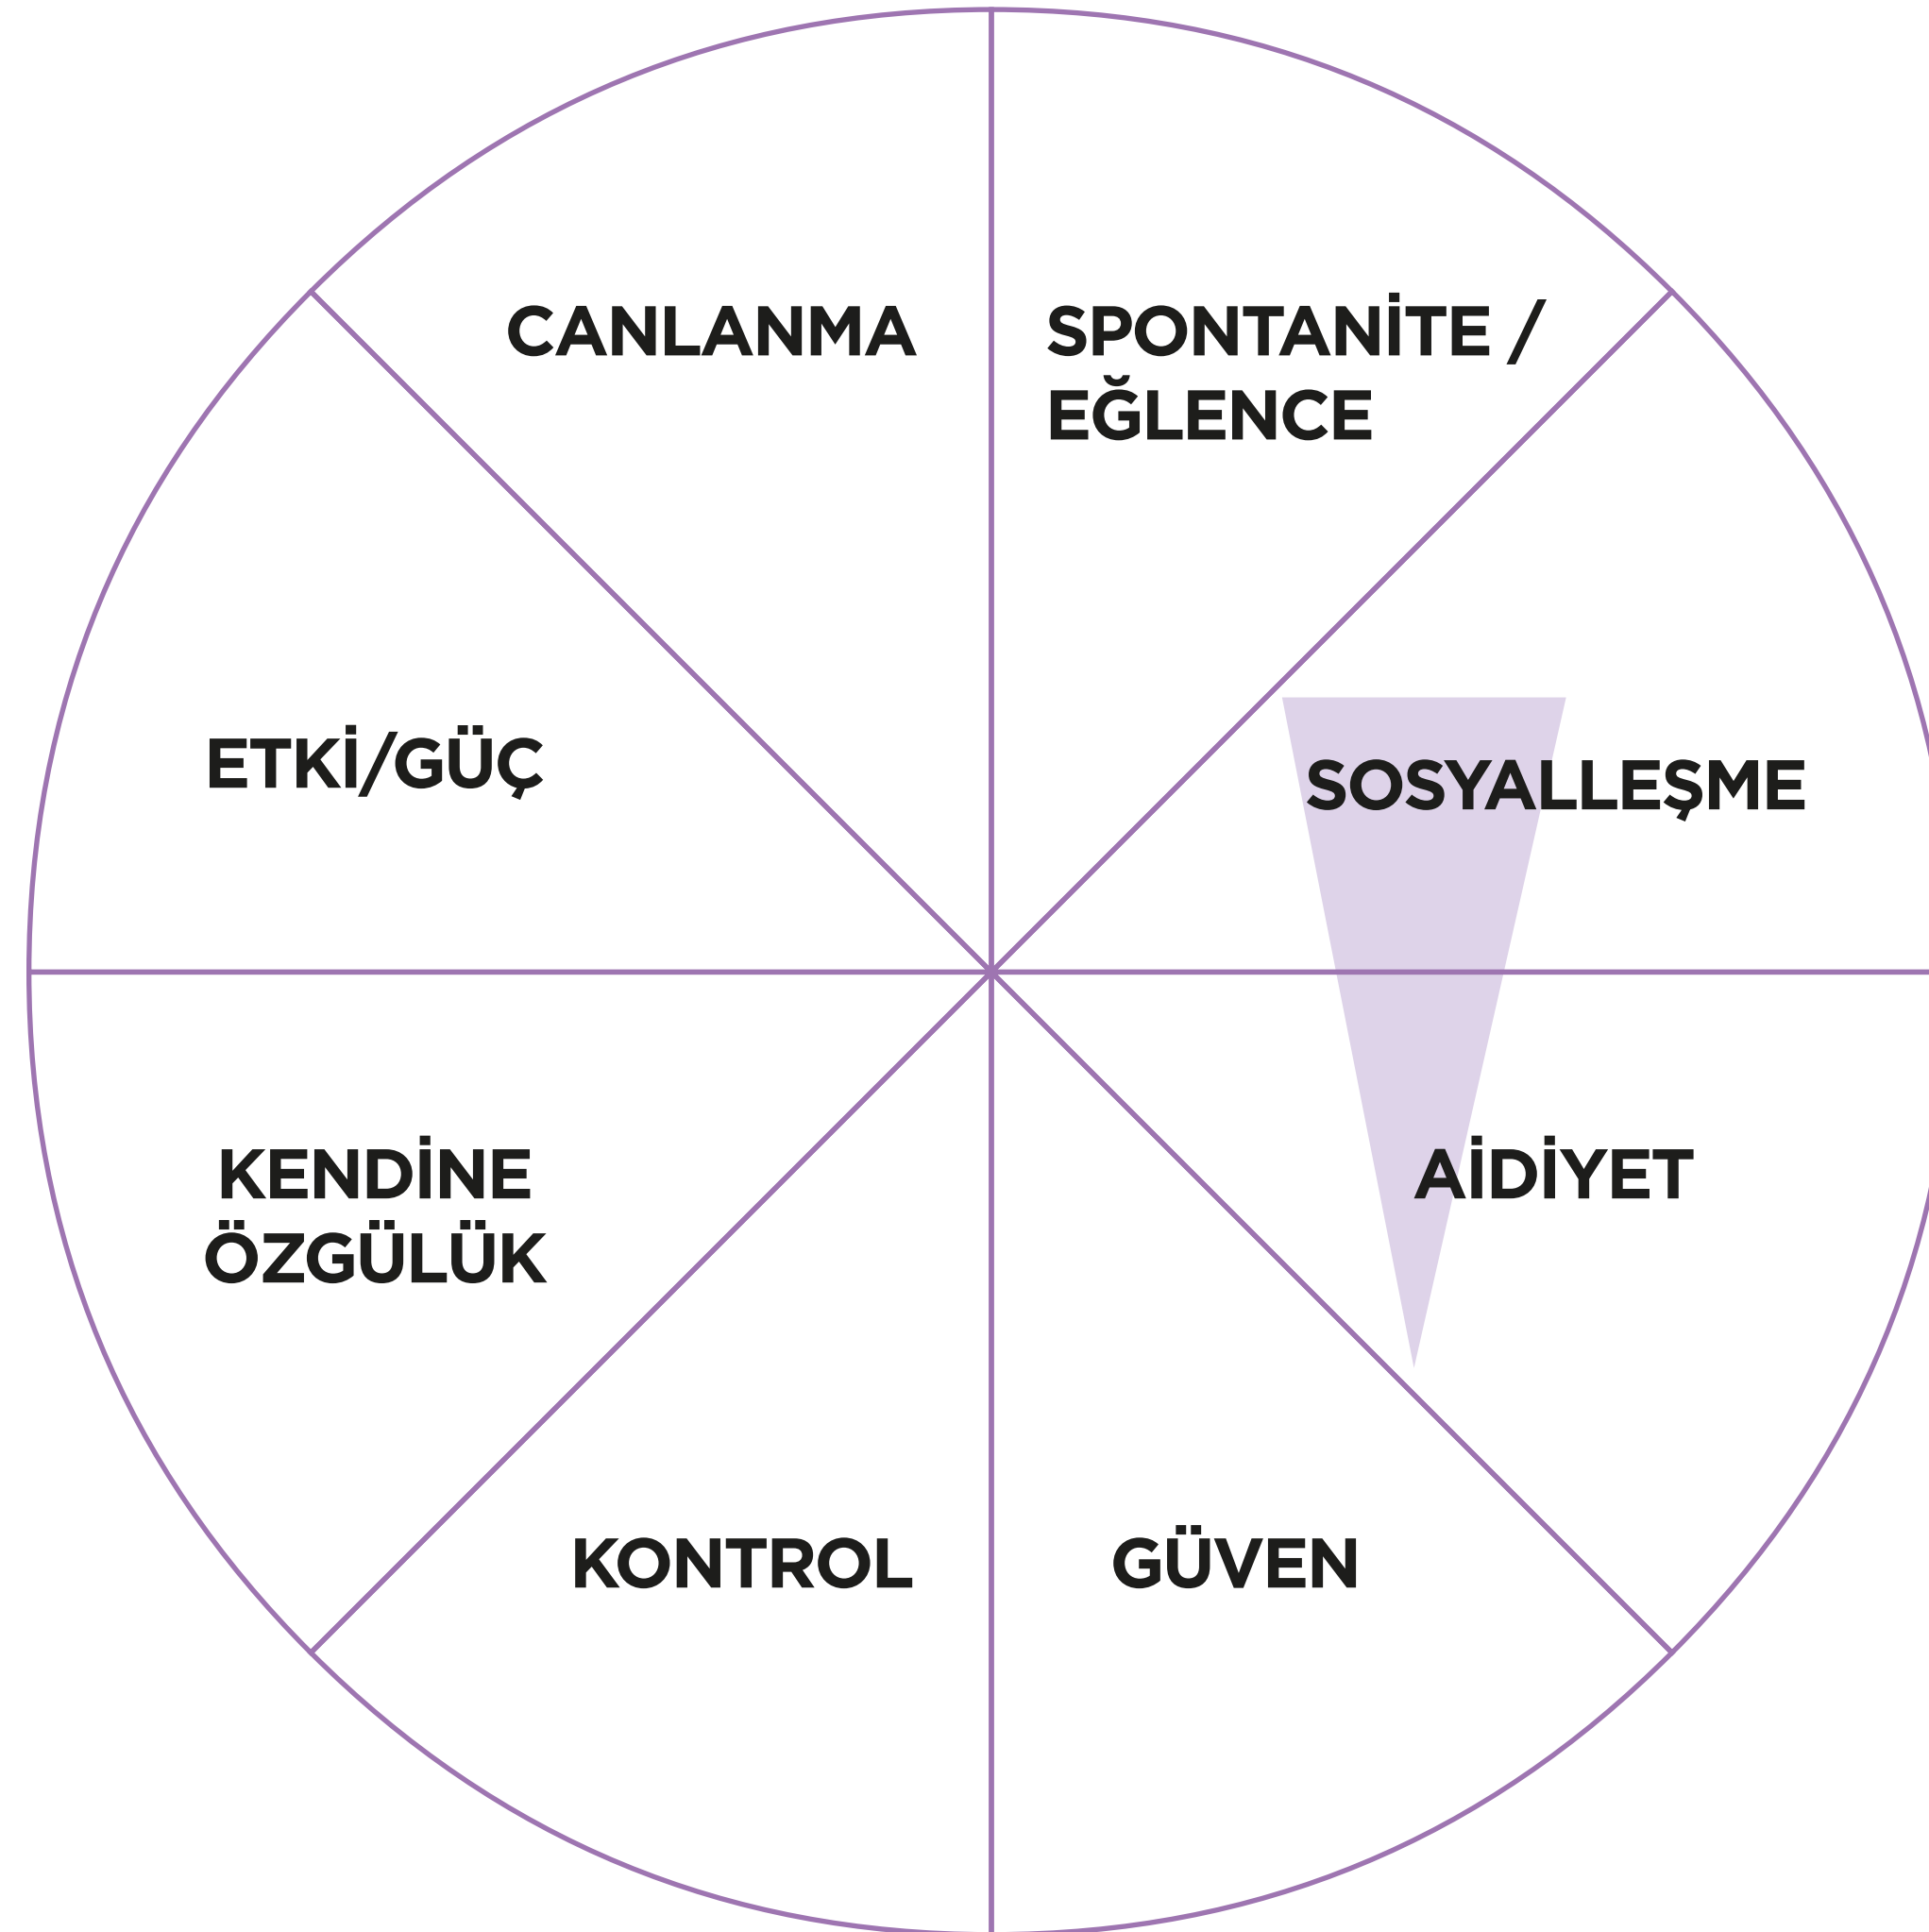 CANLANMA
SPONTANİTE /
EĞLENCE
ETKİ/GÜÇ
SOSYALLEŞME
KENDİNE
ÖZGÜLÜK
AİDİYET
KONTROL
GÜVEN